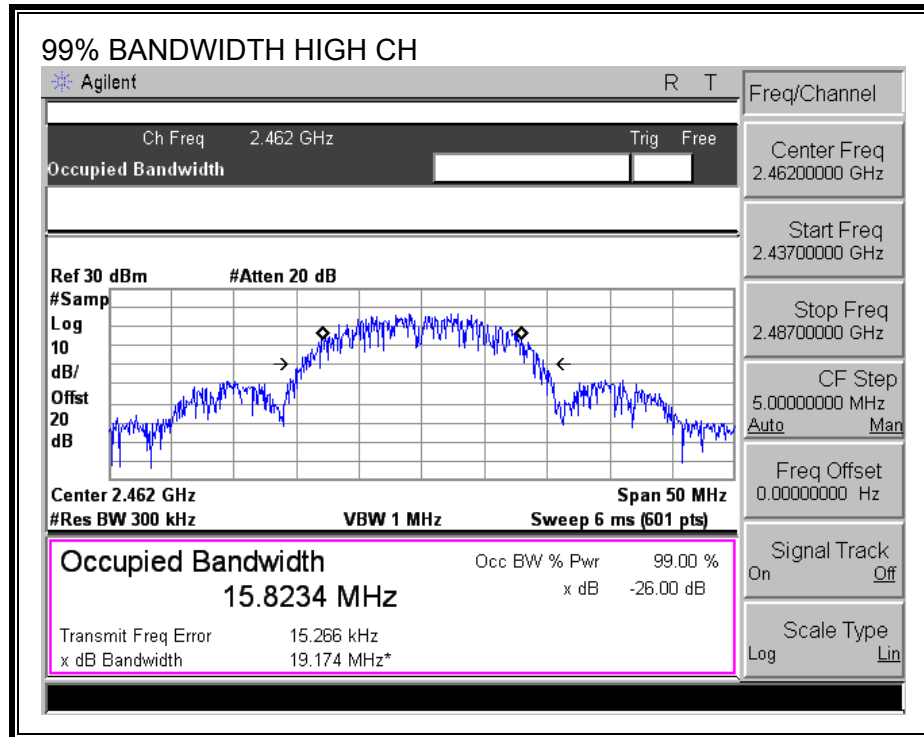 99% BANDWIDTH HIGH CH
Agilent R T
Ch Freq 2.462 GHz Trig Free
Occupied Bandwidth
Ref 30 dBm #Atten 20 dB
#Samp
Log
10
dB/
Offst
20
dB
Center 2.462 GHz Span 50 MHz
#Res BW 300 kHz VBW 1 MHz Sweep 6 ms (601 pts)
Occupied Bandwidth Occ BW % Pwr 99.00 %
15.8234 MHz x dB -26.00 dB
Transmit Freq Error 15.266 kHz
x dB Bandwidth 19.174 MHz*
Freq/Channel
Center Freq
2.46200000 GHz
Start Freq
2.43700000 GHz
Stop Freq
2.48700000 GHz
CF Step
5.00000000 MHz
Auto Man
Freq Offset
0.00000000 Hz
Signal Track
On Off
Scale Type
Log Lin